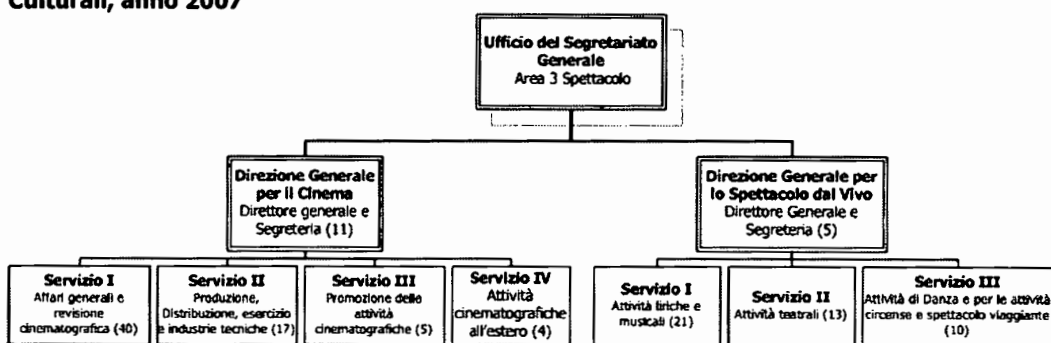 Culturali, anno 2007
Ufficio del Segretariato
Generale
Area 3 Spettacolo
Direzione Generale
per il Cinema
Direttore generale e
Segreteria (11)
Direzione Generale per
lo Spettacolo dal Vivo
Direttore Generale e
Segreteria (5)
Servizio I
Affari generali e
revisione
cinematografica (40)
Servizio II
Produzione,
Distribuzione, esercizio
e industrie tecniche (17)
Servizio III
Promozione delle
attività
cinematografiche (5)
Servizio IV
Attività
cinematografiche
all'estero (4)
Servizio I
Attività liriche e
musicali (21)
Servizio II
Attività teatrali (13)
Servizio III
Attività di Danza e per le attività
circense e spettacolo viaggiante
(10)